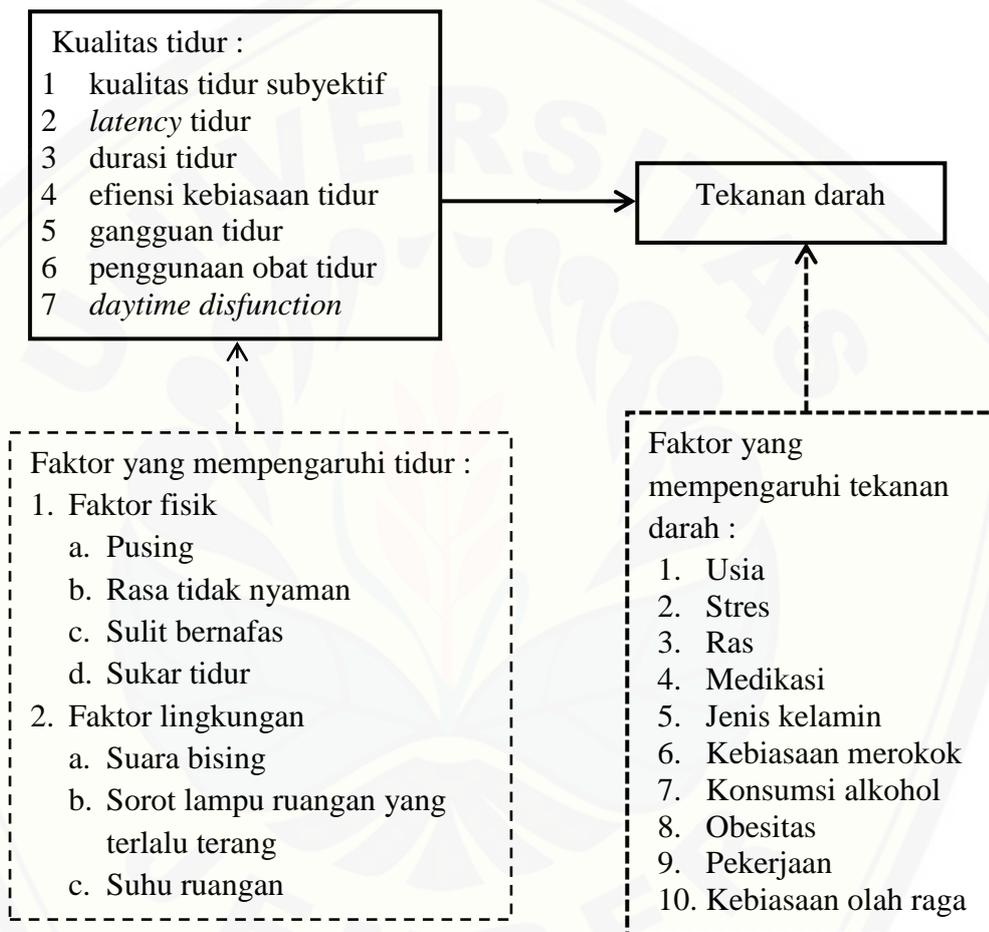 Kualitas tidur :
1 kualitas tidur subyektif
2 latency tidur
3 durasi tidur
4 efiensi kebiasaan tidur
5 gangguan tidur
6 penggunaan obat tidur
7 daytime disfunction
Tekanan darah
Faktor yang mempengaruhi tidur :
1. Faktor fisik
a. Pusing
b. Rasa tidak nyaman
c. Sulit bernafas
d. Sukar tidur
2. Faktor lingkungan
a. Suara bising
b. Sorot lampu ruangan yang
terlalu terang
c. Suhu ruangan
Faktor yang
mempengaruhi tekanan
darah :
1. Usia
2. Stres
3. Ras
4. Medikasi
5. Jenis kelamin
6. Kebiasaan merokok
7. Konsumsi alkohol
8. Obesitas
9. Pekerjaan
10. Kebiasaan olah raga
UNIVERSITAS